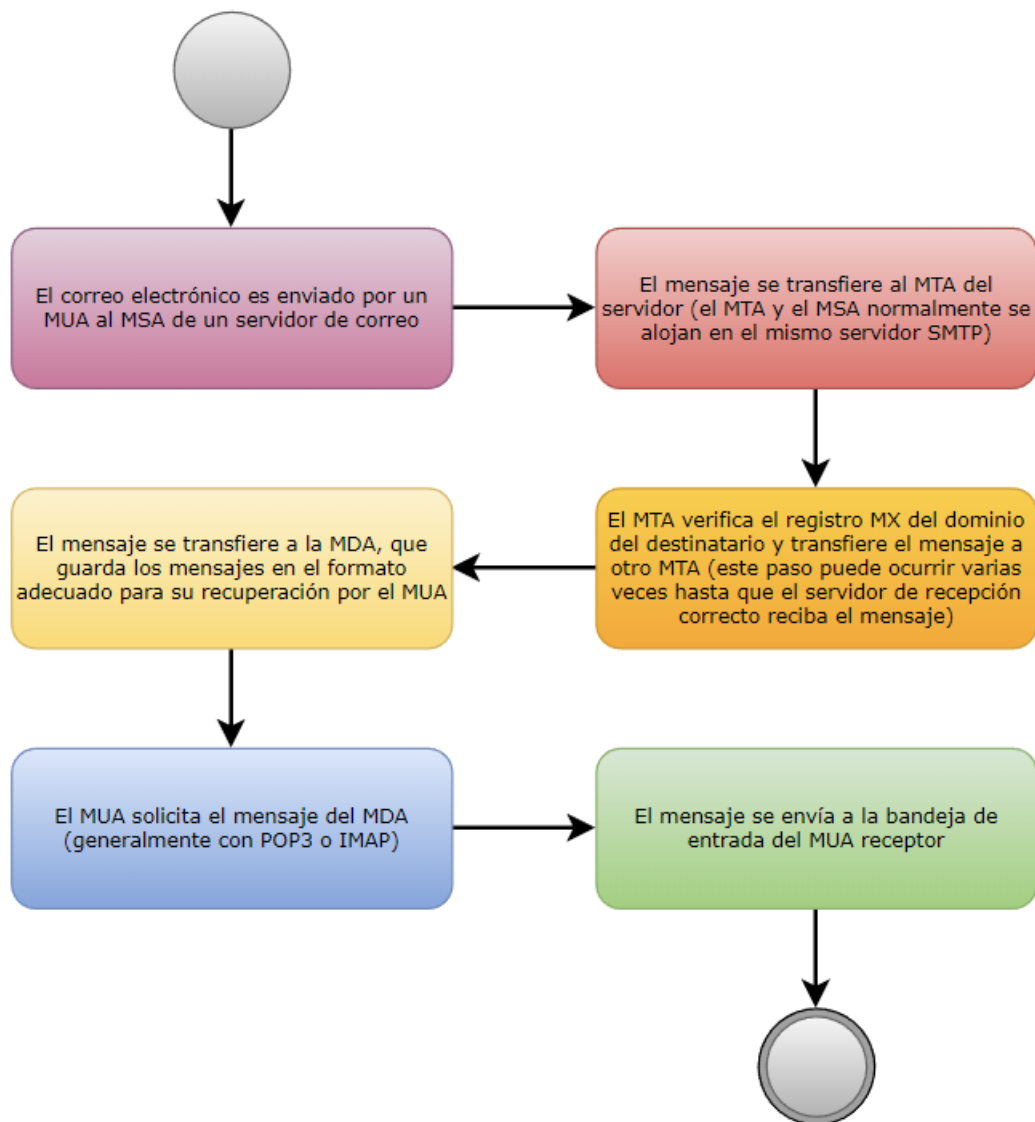 El correo electrónico es enviado por un
MUA al MSA de un servidor de correo
El mensaje se transfiere al MTA del
servidor (el MTA y el MSA normalmente se
alojan en el mismo servidor SMTP)
El MTA verifica el registro MX del dominio
del destinatario y transfiere el mensaje a
otro MTA (este paso puede ocurrir varias
veces hasta que el servidor de recepción
correcto reciba el mensaje)
El mensaje se transfiere a la MDA, que
guarda los mensajes en el formato
adecuado para su recuperación por el MUA
El MUA solicita el mensaje del MDA
(generalmente con POP3 o IMAP)
El mensaje se envía a la bandeja de
entrada del MUA receptor